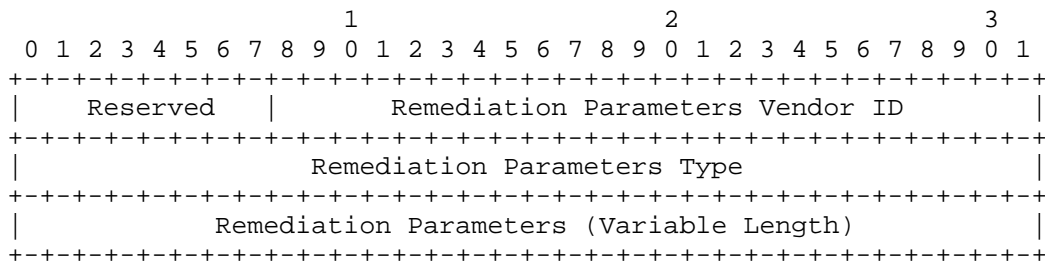 1                   2                   3
 0 1 2 3 4 5 6 7 8 9 0 1 2 3 4 5 6 7 8 9 0 1 2 3 4 5 6 7 8 9 0 1
+-+-+-+-+-+-+-+-+-+-+-+-+-+-+-+-+-+-+-+-+-+-+-+-+-+-+-+-+-+-+-+-+
|    Reserved   |       Remediation Parameters Vendor ID        |
+-+-+-+-+-+-+-+-+-+-+-+-+-+-+-+-+-+-+-+-+-+-+-+-+-+-+-+-+-+-+-+-+
|                  Remediation Parameters Type                  |
+-+-+-+-+-+-+-+-+-+-+-+-+-+-+-+-+-+-+-+-+-+-+-+-+-+-+-+-+-+-+-+-+
|            Remediation Parameters (Variable Length)           |
+-+-+-+-+-+-+-+-+-+-+-+-+-+-+-+-+-+-+-+-+-+-+-+-+-+-+-+-+-+-+-+-+